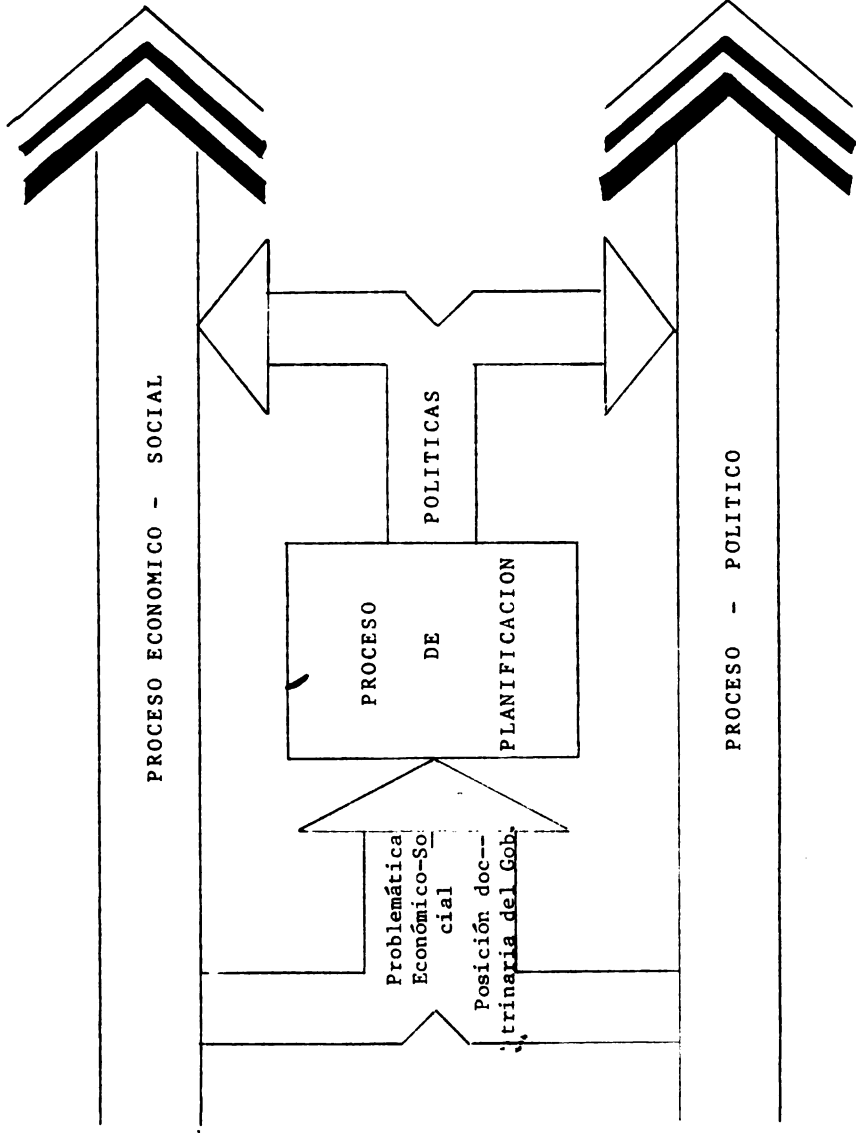 PROCESO ECONOMICO - SOCIAL
Problemática
Económico-So
cial
Posición doc--
trinaria del Gob.
PROCESO
DE
PLANIFICACION
POLITICAS
PROCESO - POLITICO